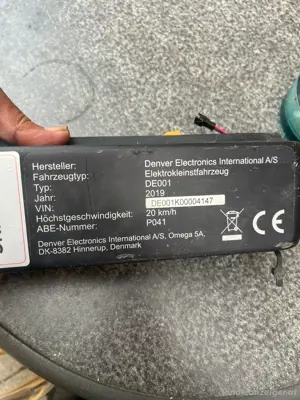 Hersteller: Denver Electronics International A/S
Fahrzeugtyp: Elektrokleinstfahrzeug
Typ: DE001
Jahr: 2019
VIN: DE001K00004147
Höchstgeschwindigkeit: 20 km/h
ABE-Nummer: P041
Denver Electronics International A/S, Omega 5A,
DK-8382 Hinnerup, Denmark
CE